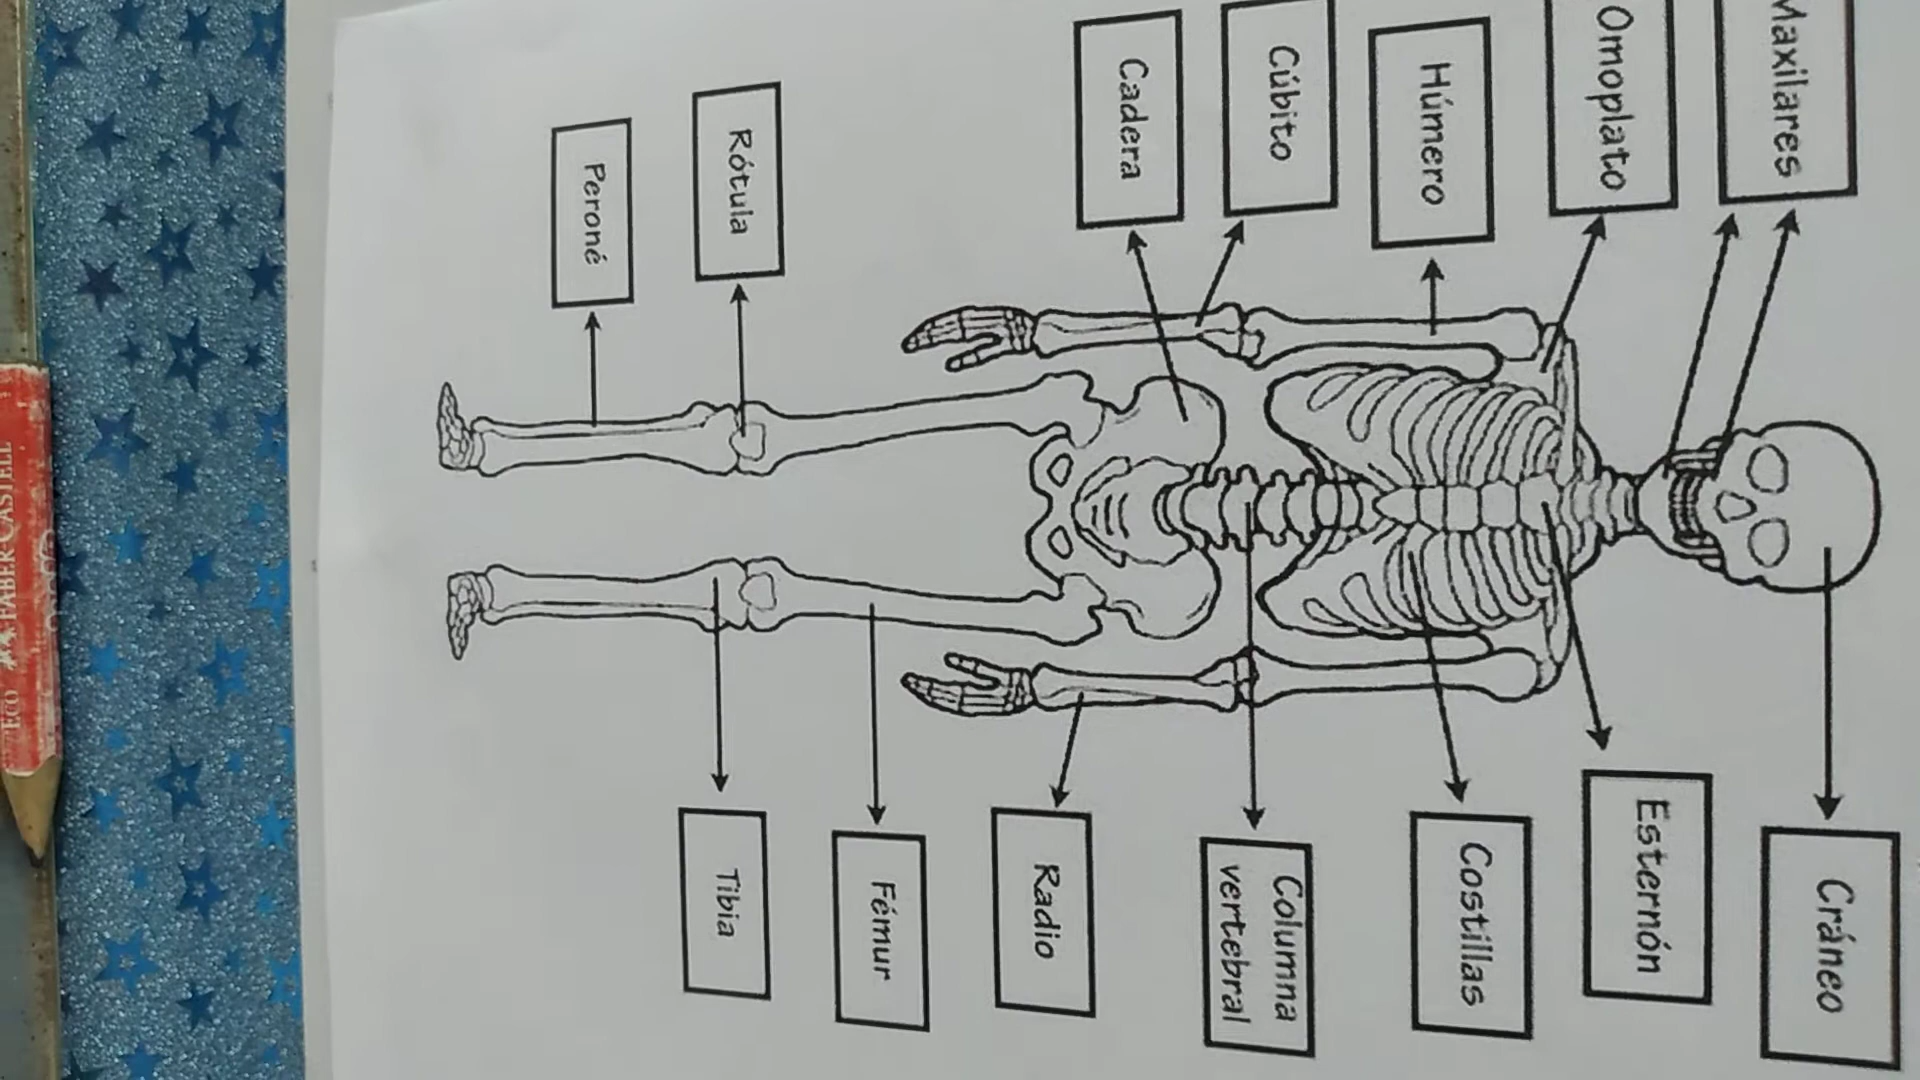 Cráneo
Maxilares
Omoplato
Esternón
Húmero
Costillas
Cúbito
Columna
vertebral
Cadera
Radio
Fémur
Rótula
Tibia
Peroné
FABER CASTELL
ECO